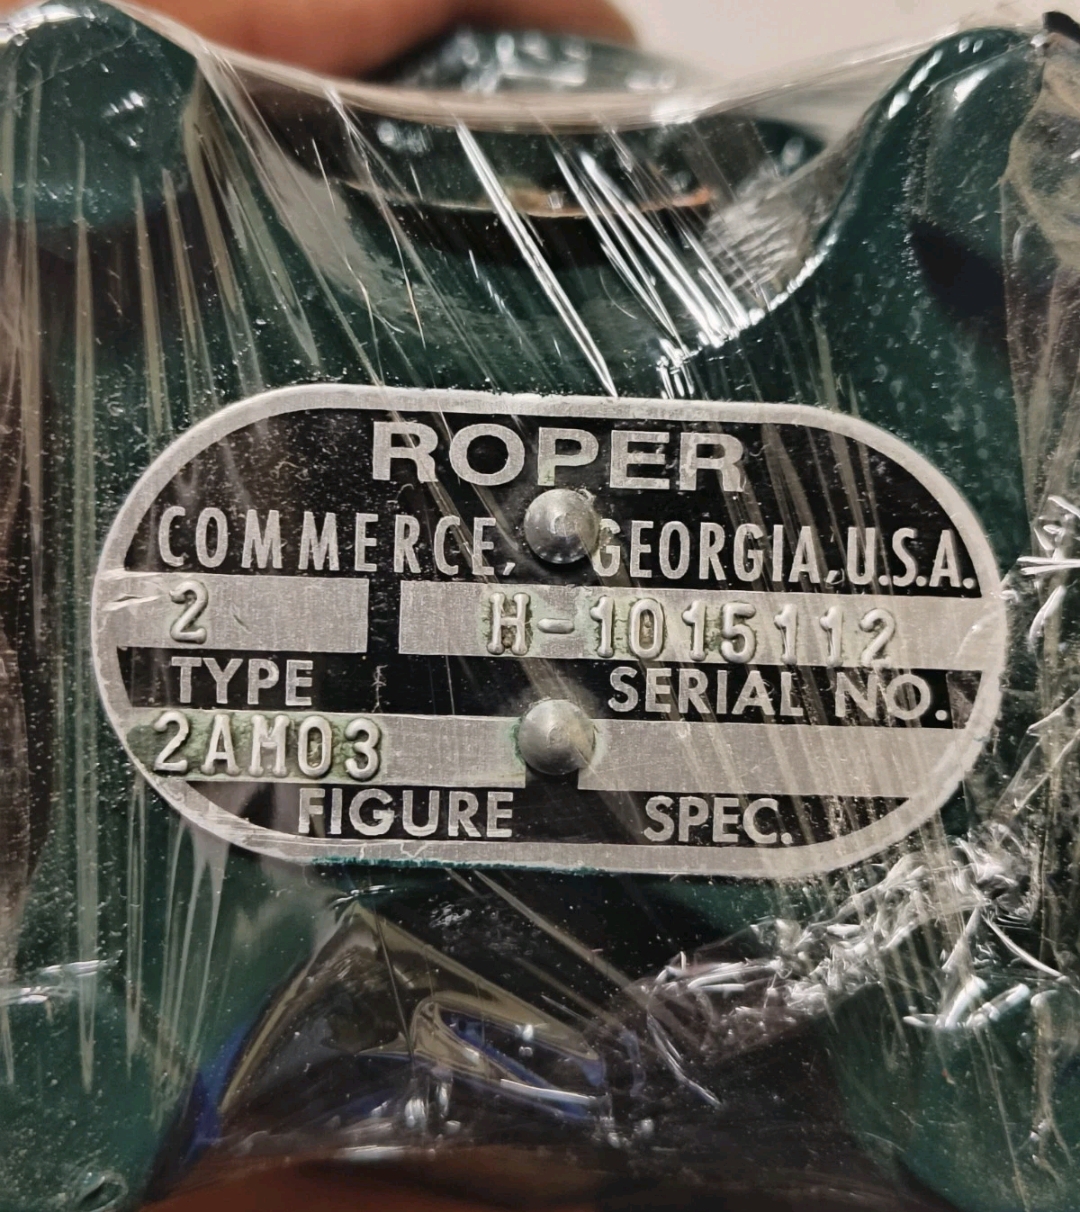 ROPER
COMMERCE, GEORGIA, U.S.A.
2 H-1015112
TYPE SERIAL NO.
2AM03
FIGURE SPEC.